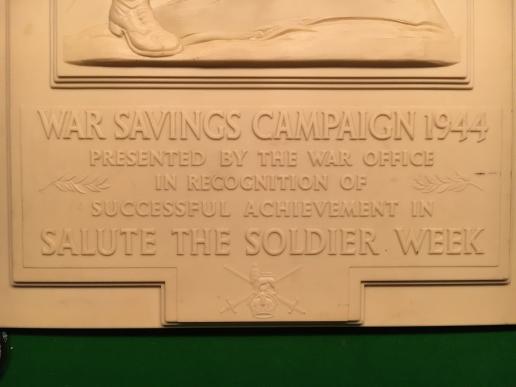 WAR SAVINGS CAMPAIGN 1944
PRESENTED BY THE WAR OFFICE
IN RECOGNITION OF
SUCCESSFUL ACHIEVEMENT IN
SALUTE THE SOLDIER WEEK